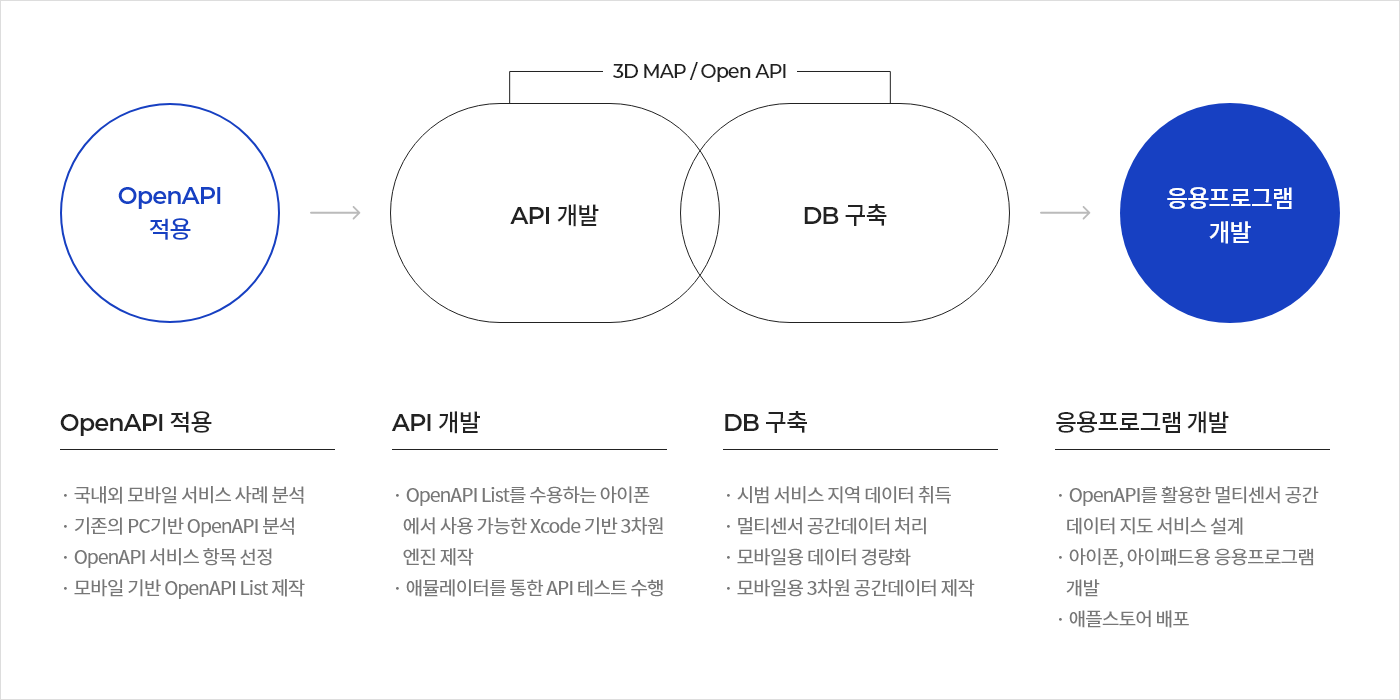 3D MAP / Open API
OpenAPI
적용
API 개발
DB 구축
응용프로그램
개발
OpenAPI 적용
· 국내외 모바일 서비스 사례 분석
· 기존의 PC기반 OpenAPI 분석
· OpenAPI 서비스 항목 선정
· 모바일 기반 OpenAPI List 제작
API 개발
· OpenAPI List를 수용하는 아이폰
에서 사용 가능한 Xcode 기반 3차원
엔진 제작
· 애뮬레이터를 통한 API 테스트 수행
DB 구축
· 시범 서비스 지역 데이터 취득
· 멀티센서 공간데이터 처리
· 모바일용 데이터 경량화
· 모바일용 3차원 공간데이터 제작
응용프로그램 개발
· OpenAPI를 활용한 멀티센서 공간
데이터 지도 서비스 설계
· 아이폰, 아이패드용 응용프로그램
개발
· 애플스토어 배포